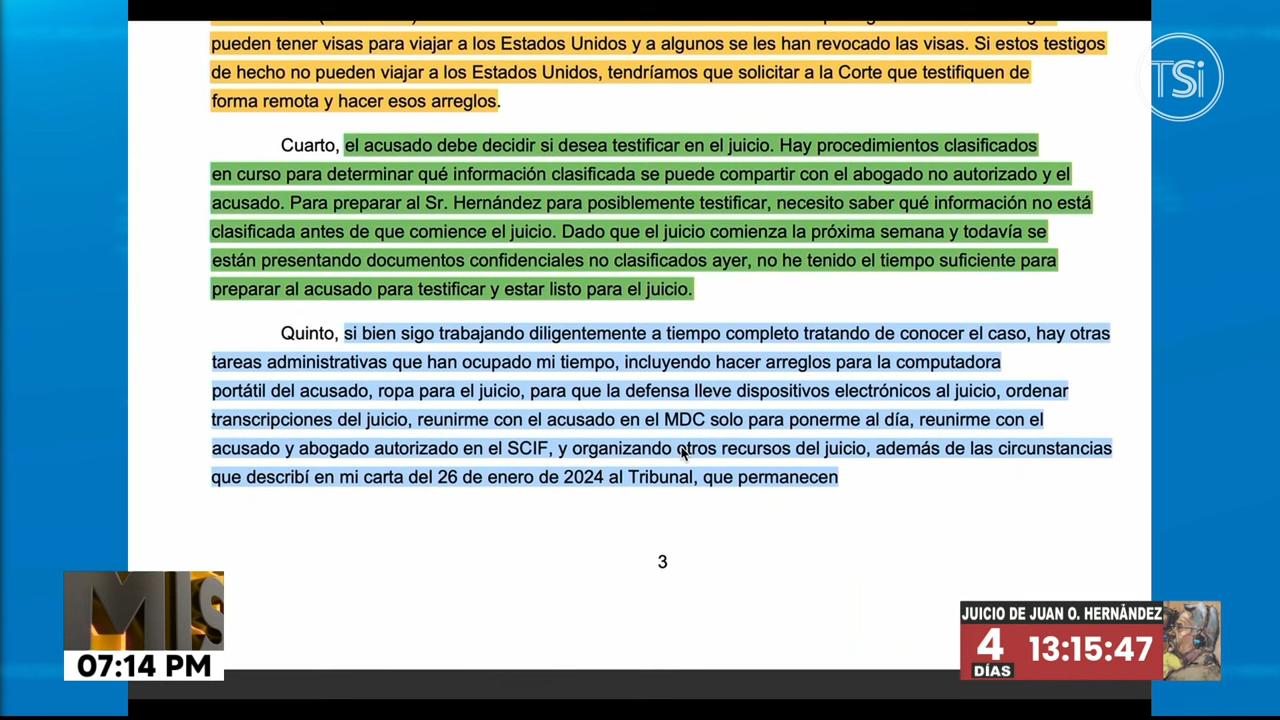 pueden tener visas para viajar a los Estados Unidos y a algunos se les han revocado las visas. Si estos testigos
de hecho no pueden viajar a los Estados Unidos, tendríamos que solicitar a la Corte que testifiquen de
forma remota y hacer esos arreglos.
Cuarto, el acusado debe decidir si desea testificar en el juicio. Hay procedimientos clasificados
en curso para determinar qué información clasificada se puede compartir con el abogado no autorizado y el
acusado. Para preparar al Sr. Hernández para posiblemente testificar, necesito saber qué información no está
clasificada antes de que comience el juicio. Dado que el juicio comienza la próxima semana y todavía se
están presentando documentos confidenciales no clasificados ayer, no he tenido el tiempo suficiente para
preparar al acusado para testificar y estar listo para el juicio.
Quinto, si bien sigo trabajando diligentemente a tiempo completo tratando de conocer el caso, hay otras
tareas administrativas que han ocupado mi tiempo, incluyendo hacer arreglos para la computadora
portátil del acusado, ropa para el juicio, para que la defensa lleve dispositivos electrónicos al juicio, ordenar
transcripciones del juicio, reunirme con el acusado en el MDC solo para ponerme al día, reunirme con el
acusado y abogado autorizado en el SCIF, y organizando otros recursos del juicio, además de las circunstancias
que describí en mi carta del 26 de enero de 2024 al Tribunal, que permanecen
3
TSi
MIS
07:14 PM
JUICIO DE JUAN O. HERNÁNDEZ
4
DÍAS
13:15:47